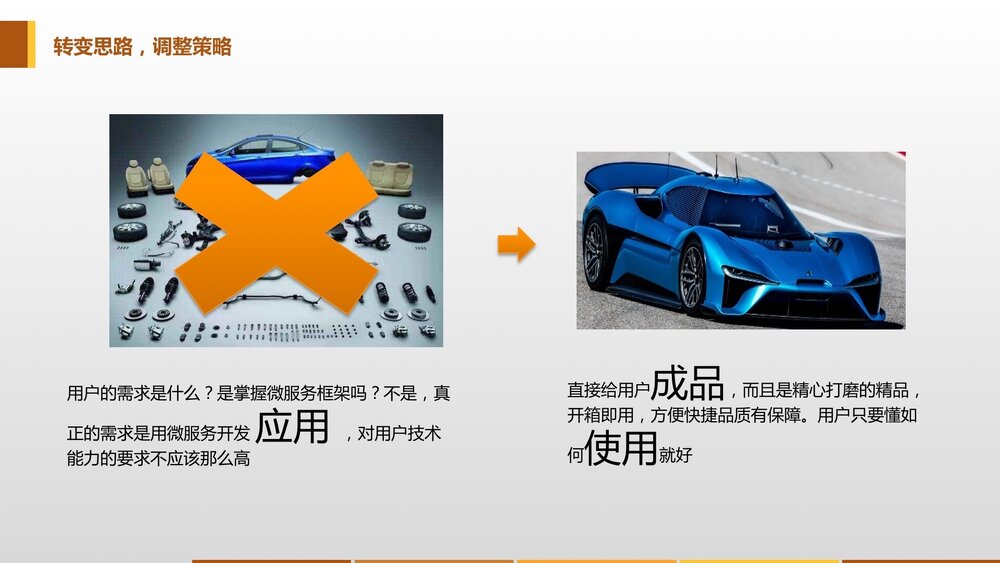 转变思路，调整策略
用户的需求是什么？是掌握微服务框架吗？不是，真
正的需求是用微服务开发 应用 ，对用户技术
能力的要求不应该那么高
直接给用户成品，而且是精心打磨的精品，
开箱即用，方便快捷品质有保障。用户只要懂如
何使用就好